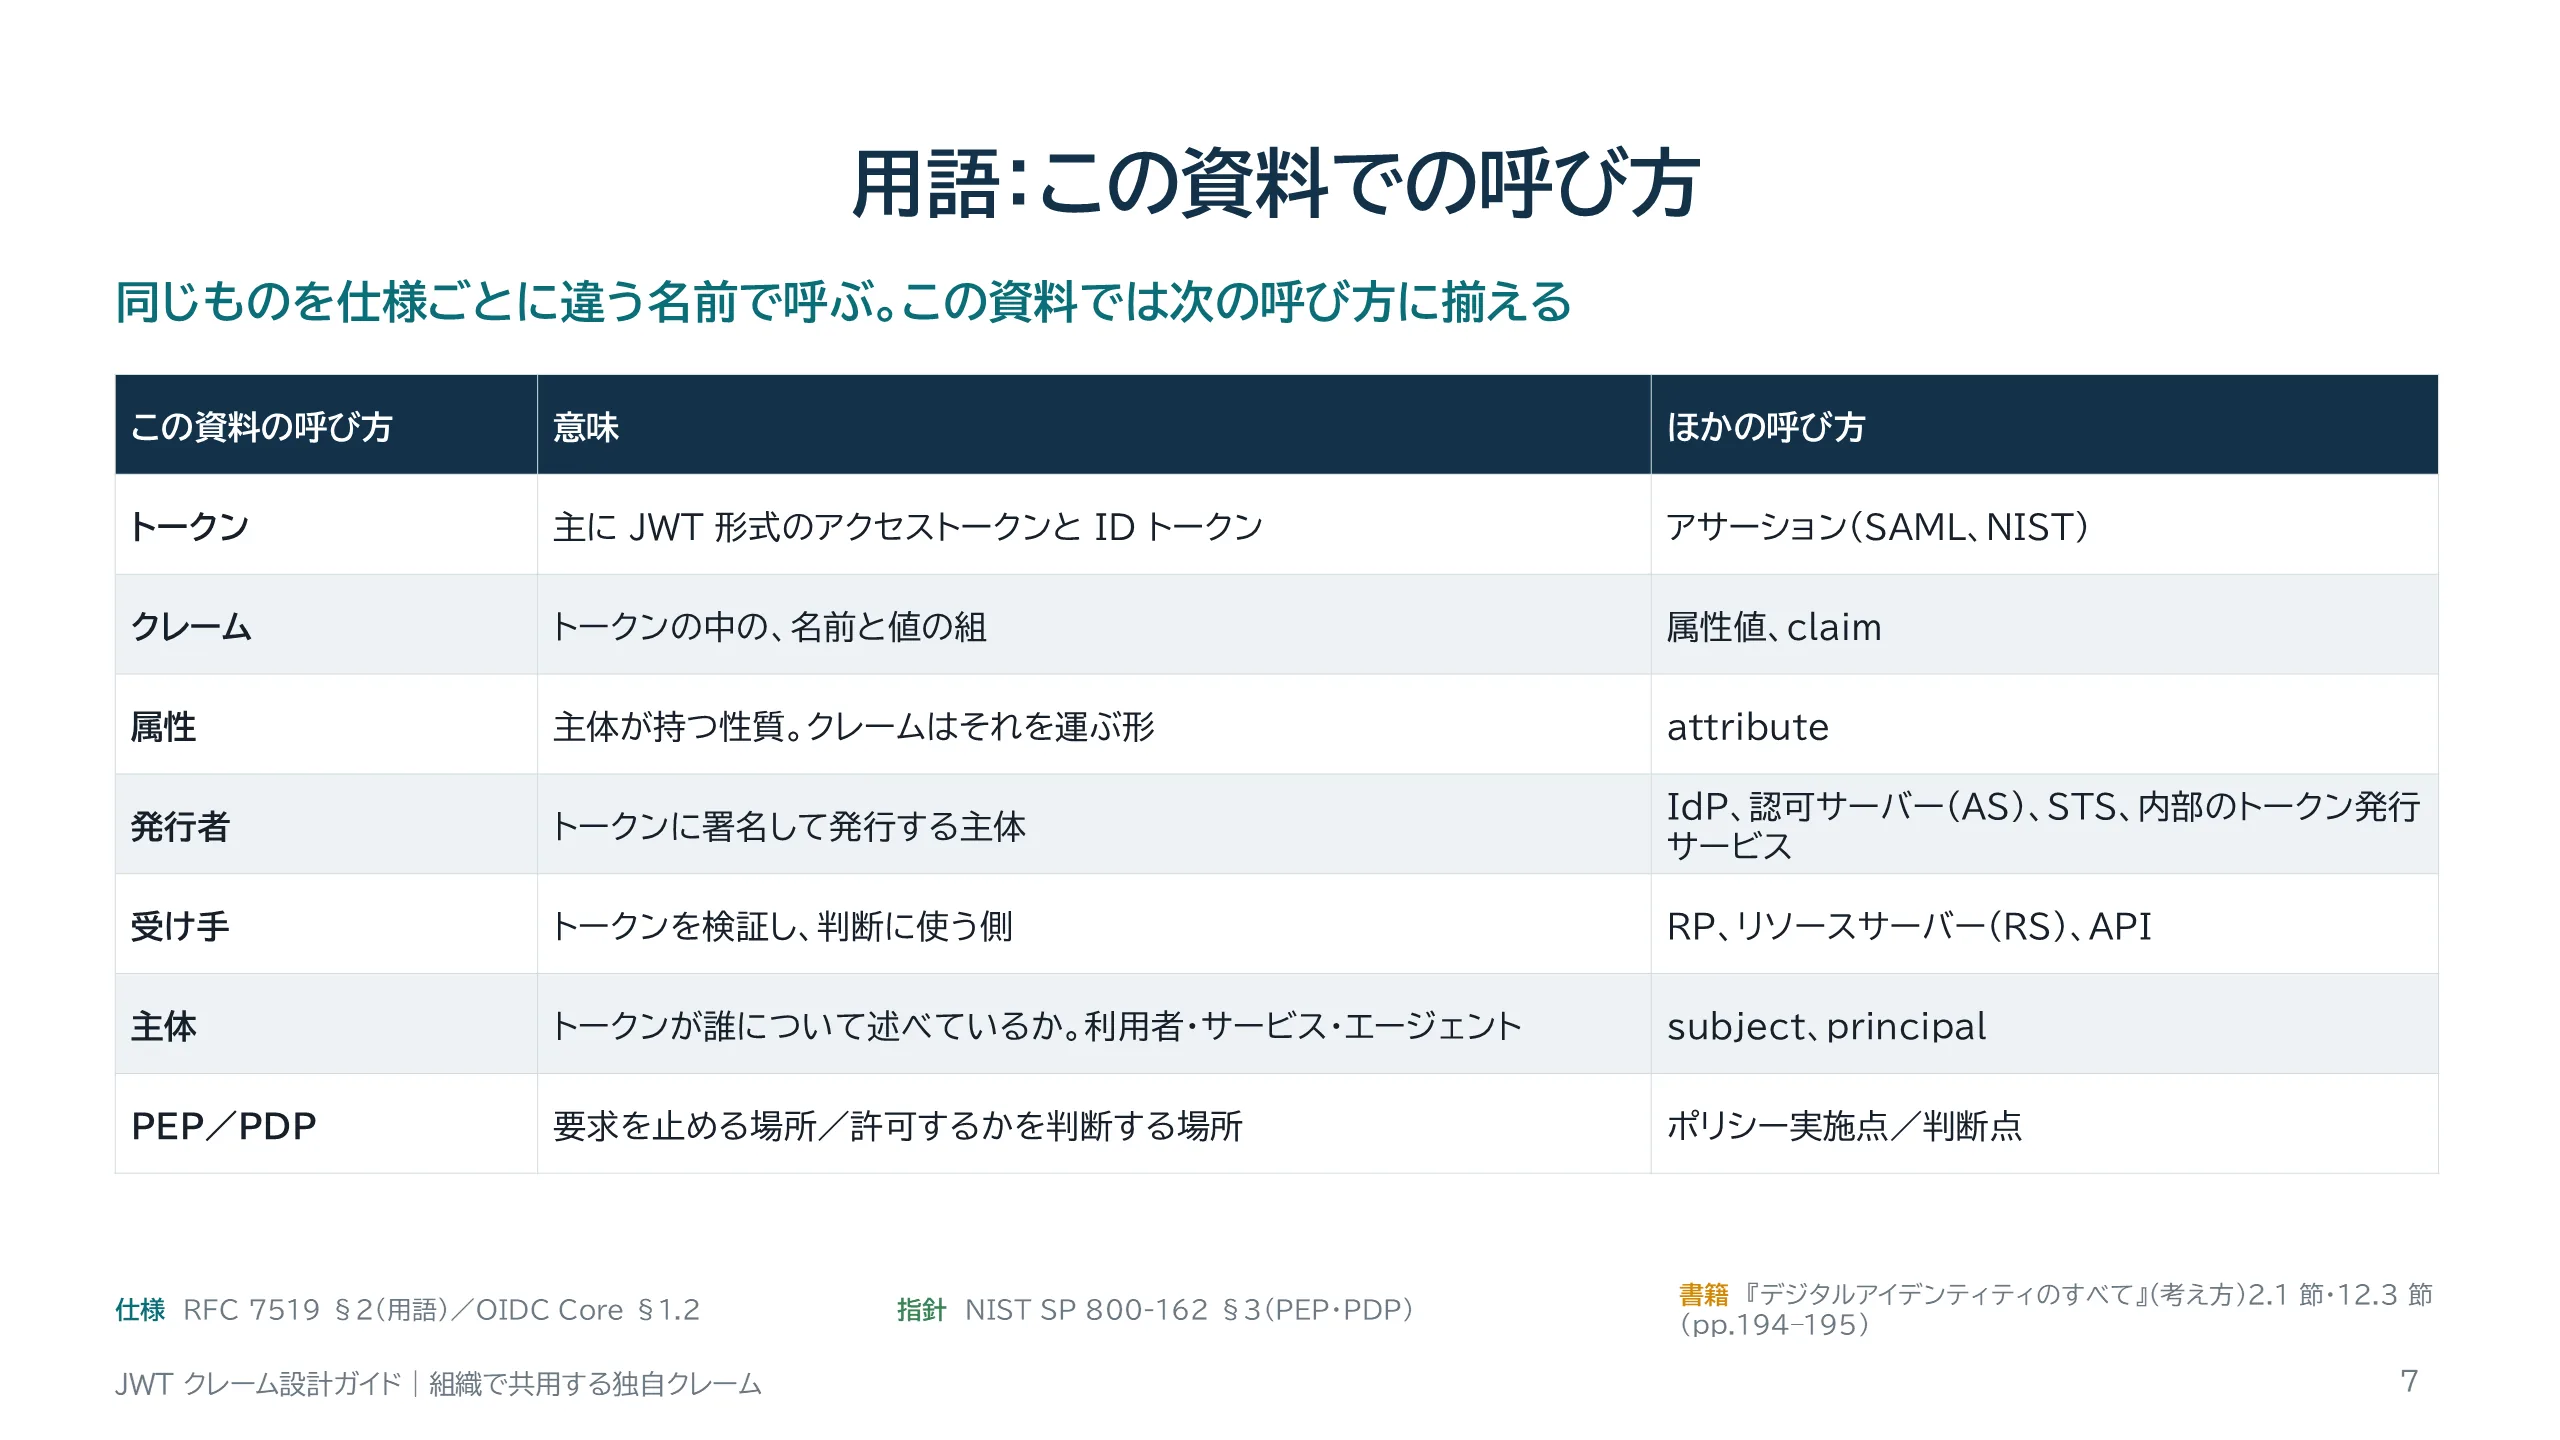 用語：この資料での呼び方
同じものを仕様ごとに違う名前で呼ぶ。この資料では次の呼び方に揃える
この資料の呼び方 意味 ほかの呼び方
トークン 主に JWT 形式のアクセストークンと ID トークン アサーション（SAML、NIST）
クレーム トークンの中の、名前と値の組 属性値、claim
属性 主体が持つ性質。クレームはそれを運ぶ形 attribute
発行者 トークンに署名して発行する主体 IdP、認可サーバー（AS）、STS、内部のトークン発行
サービス
受け手 トークンを検証し、判断に使う側 RP、リソースサーバー（RS）、API
主体 トークンが誰について述べているか。利用者・サービス・エージェント subject、principal
PEP／PDP 要求を止める場所／許可するかを判断する場所 ポリシー実施点／判断点
仕様 RFC 7519 §2（用語）／OIDC Core §1.2
指針 NIST SP 800-162 §3（PEP・PDP）
書籍 『デジタルアイデンティティのすべて』（考え方）2.1 節・12.3 節
（pp.194–195）
JWT クレーム設計ガイド｜組織で共用する独自クレーム
7